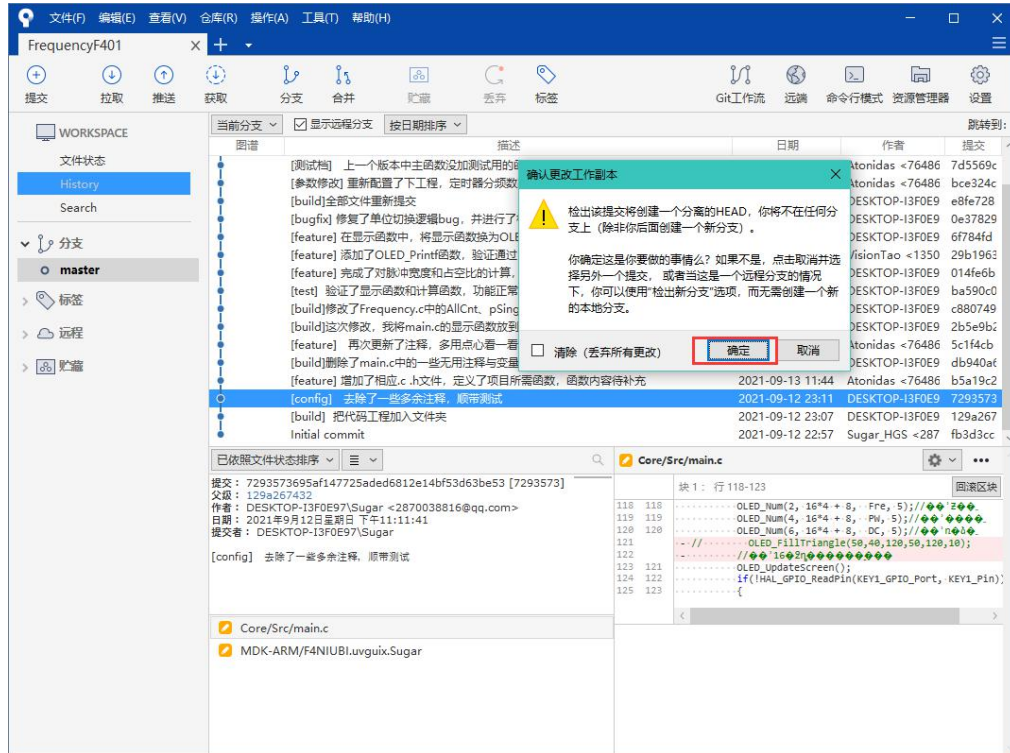 文件(F) 编辑(E) 查看(V) 仓库(R) 操作(A) 工具(T) 帮助(H)
FrequencyF401
提交 拉取 推送 获取 分支 合并 贮藏 丢弃 标签 Git工作流 远端 命令行模式 资源管理器 设置
WORKSPACE
文件状态
History
Search
分支
master
标签
远程
贮藏
当前分支 显示远程分支 按日期排序 跳转到:
图谱 描述 日期 作者 提交
[测试档] 上一个版本中主函数没加测试用的 Atonidas <76486 7d5569c
[参数修改] 重新配置了下工程，定时器分频数 Atonidas <76486 bce324c
[build]全部文件重新提交 DESKTOP-I3F0E9 e8fe728
[bugfix] 修复了单位切换逻辑bug，并进行了 DESKTOP-I3F0E9 0e37829
[feature] 在显示函数中，将显示函数换为OLE DESKTOP-I3F0E9 6f784fd
[feature] 添加了OLED_Printf函数，验证通过 VisionTao <1350 29b1963
[feature] 完成了对脉冲宽度和占空比的计算， DESKTOP-I3F0E9 014fe6b
[test] 验证了显示函数和计算函数，功能正常 DESKTOP-I3F0E9 ba590c0
[build]修改了Frequency.c中的AllCnt、pSing DESKTOP-I3F0E9 c880749
[build]这次修改，我将main.c的显示函数放到 DESKTOP-I3F0E9 2b5e9b2
[feature] 再次更新了注释，多用点心看一看 Atonidas <76486 5c1f4cb
[build]删除了main.c中的一些无用注释与变量 DESKTOP-I3F0E9 db940a6
[feature] 增加了相应.c .h文件，定义了项目所需函数，函数内容待补充 2021-09-13 11:44 Atonidas <76486 b5a19c2
[config] 去除了一些多余注释，顺带测试 2021-09-12 23:11 DESKTOP-I3F0E9 7293573
[build] 把代码工程加入文件夹 2021-09-12 23:07 DESKTOP-I3F0E9 129a267
Initial commit 2021-09-12 22:57 Sugar_HGS <287 fb3d3cc
确认更改工作副本
检出该提交将创建一个分离的HEAD，你将不在任何分
支上（除非你后面创建一个新分支）。
你确定这是你要做的事情么？如果不是，点击取消并选
择另外一个提交， 或者当这是一个远程分支的情况
下，你可以使用"检出新分支"选项，而无需创建一个新
的本地分支。
清除（丢弃所有更改） 确定 取消
已依照文件状态排序
提交： 7293573695af147725aded6812e14bf53d63be53 [7293573]
父级： 129a267432
作者： DESKTOP-I3F0E97\Sugar <2870038816@qq.com>
日期： 2021年9月12日星期日 下午11:11:41
提交者： DESKTOP-I3F0E97\Sugar
[config] 去除了一些多余注释，顺带测试
Core/Src/main.c
MDK-ARM/F4NIUBI.uvguix.Sugar
Core/Src/main.c
块 1： 行 118-123 回滚区块
118 118 OLED_Num(2, 16*4 + 8, Fre, 5);//
119 119 OLED_Num(4, 16*4 + 8, PW, 5);//
120 120 OLED_Num(6, 16*4 + 8, DC, 5);//
121 - // OLED_FillTriangle(50,40,120,50,120,10);
122 - //
123 121 OLED_UpdateScreen();
124 122 if(!HAL_GPIO_ReadPin(KEY1_GPIO_Port, KEY1_Pin))
125 123 {